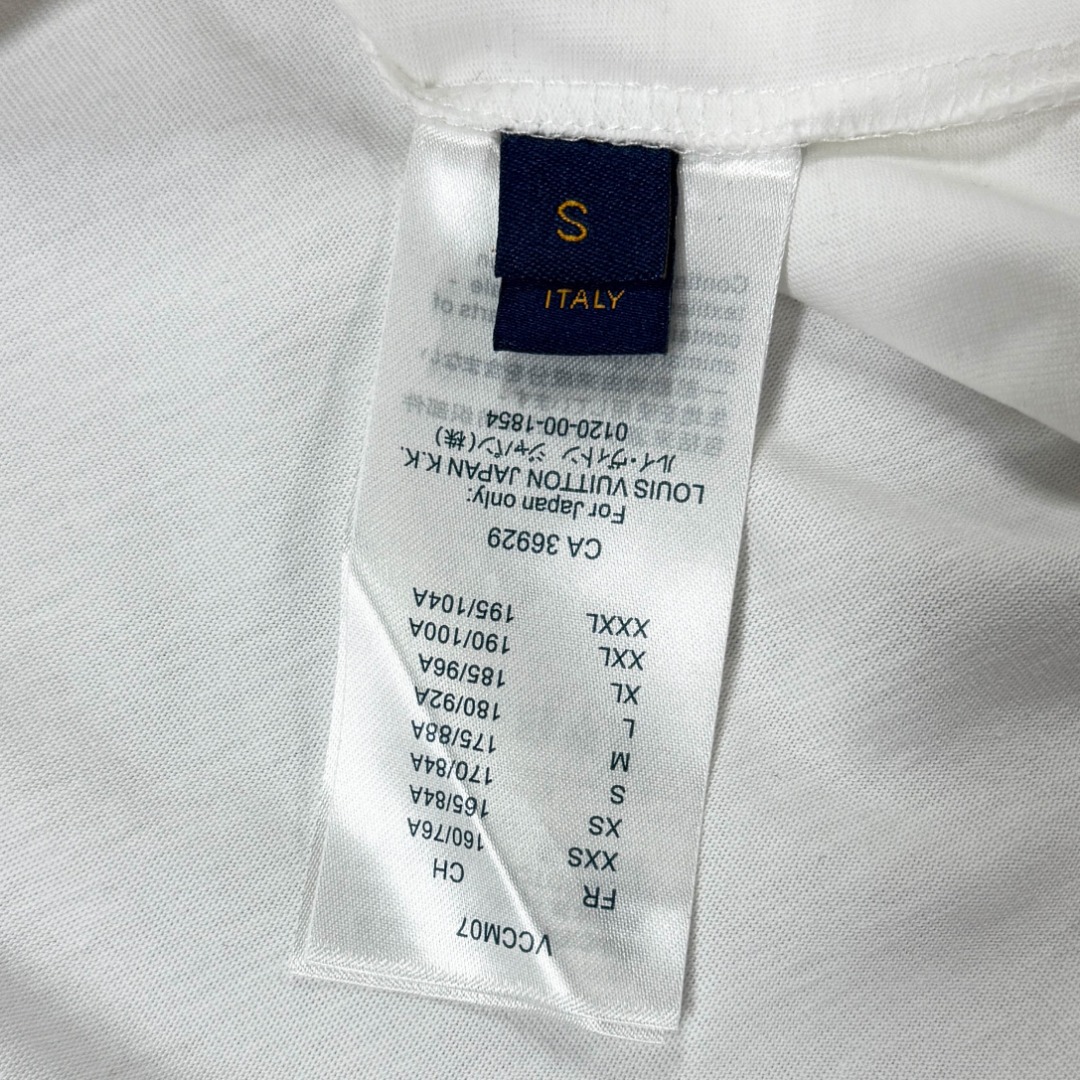 S
ITALY
VCCM07
FR CH
XXS 160/76A
XS 165/84A
S 170/84A
M 175/88A
L 180/92A
XL 185/96A
XXL 190/100A
XXXL 195/104A
CA 36929
For Japan only:
LOUIS VUITTON JAPAN K.K.
ルイ・ヴィトン ジャパン(株)
0120-00-1854